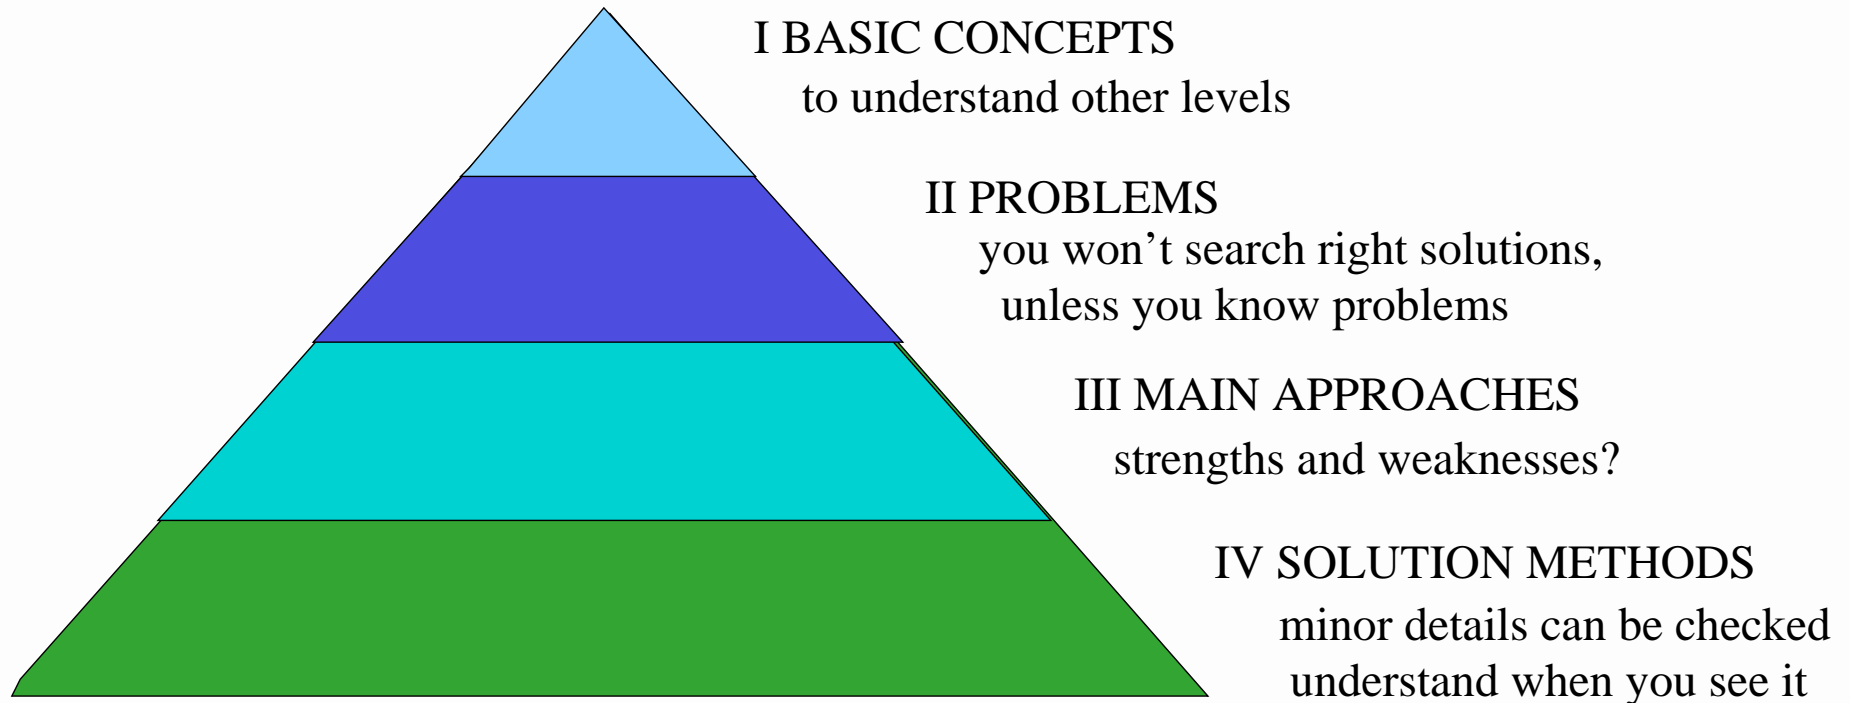 I BASIC CONCEPTS
to understand other levels
II PROBLEMS
you won’t search right solutions,
unless you know problems
III MAIN APPROACHES
strengths and weaknesses?
IV SOLUTION METHODS
minor details can be checked
understand when you see it